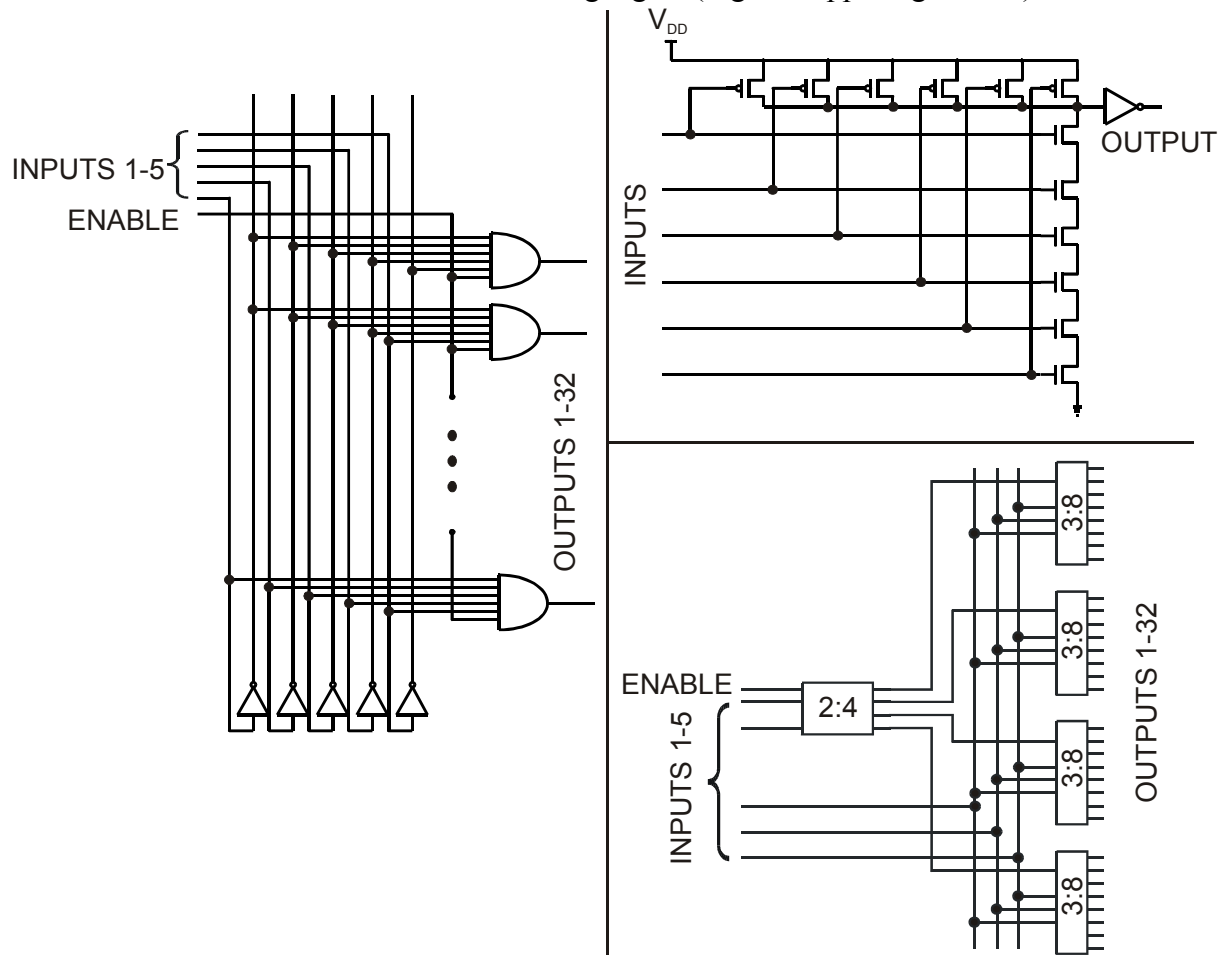 INPUTS 1-5
ENABLE
OUTPUTS 1-32
V_DD
INPUTS
OUTPUT
ENABLE
INPUTS 1-5
2:4
3:8
3:8
3:8
3:8
OUTPUTS 1-32